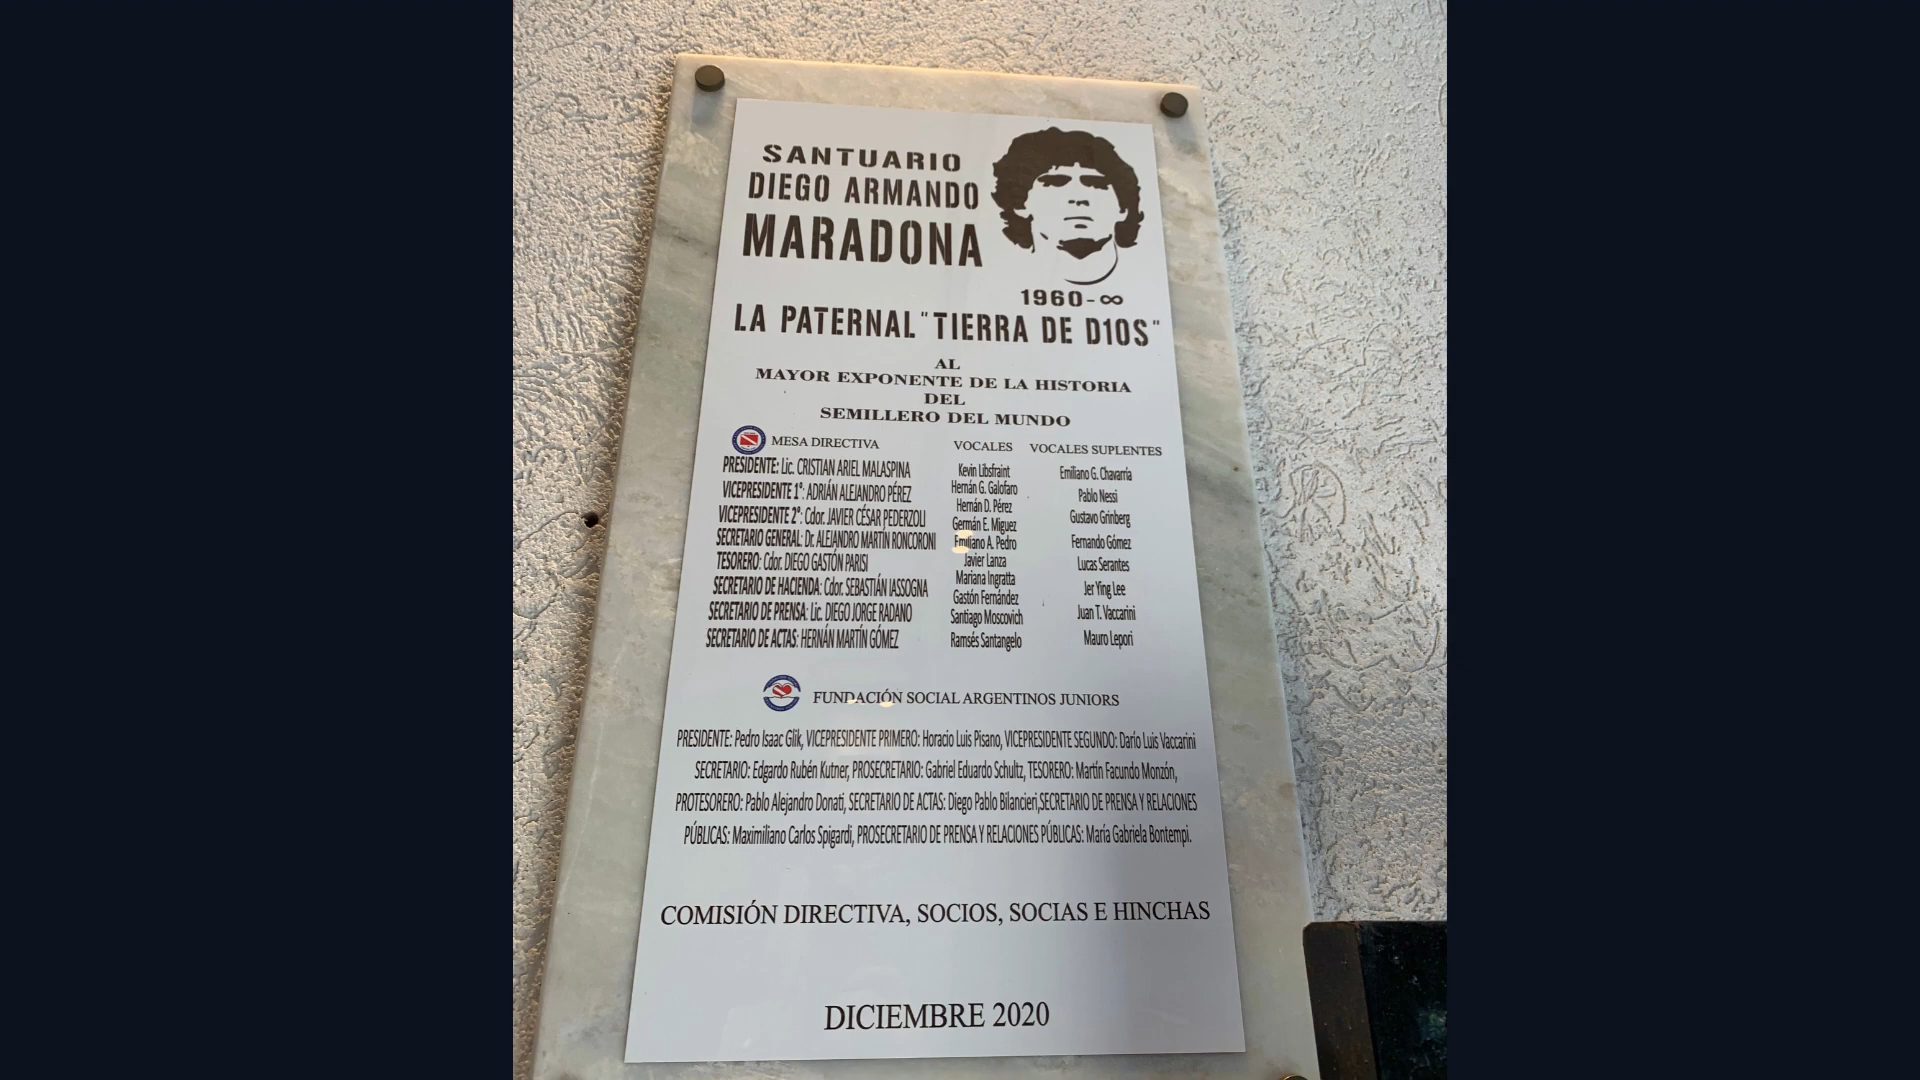 SANTUARIO
DIEGO ARMANDO
MARADONA
1960-∞
LA PATERNAL "TIERRA DE D10S"
AL
MAYOR EXPONENTE DE LA HISTORIA
DEL
SEMILLERO DEL MUNDO
MESA DIRECTIVA
PRESIDENTE: Lic. CRISTIAN ARIEL MALASPINA
VICEPRESIDENTE 1°: ADRIÁN ALEJANDRO PÉREZ
VICEPRESIDENTE 2°: Cdor. JAVIER CÉSAR PEDERZOLI
SECRETARIO GENERAL: Dr. ALEJANDRO MARTÍN RONCORONI
TESORERO: Cdor. DIEGO GASTÓN PARISI
SECRETARIO DE HACIENDA: Cdor. SEBASTIÁN IASSOGNA
SECRETARIO DE PRENSA: Lic. DIEGO JORGE RADANO
SECRETARIO DE ACTAS: HERNÁN MARTÍN GÓMEZ
VOCALES
Kevin Libsfraint
Hernán G. Galofaro
Hernán D. Pérez
Germán E. Miguez
Emiliano A. Pedro
Javier Lanza
Mariana Ingratta
Gastón Fernández
Santiago Moscovich
Ramsés Santangelo
VOCALES SUPLENTES
Emiliano G. Chavarría
Pablo Nessi
Gustavo Grinberg
Fernando Gómez
Lucas Serantes
Jer Ying Lee
Juan T. Vaccarini
Mauro Lepori
FUNDACIÓN SOCIAL ARGENTINOS JUNIORS
PRESIDENTE: Pedro Isaac Glik, VICEPRESIDENTE PRIMERO: Horacio Luis Pisano, VICEPRESIDENTE SEGUNDO: Darío Luis Vaccarini
SECRETARIO: Edgardo Rubén Kutner, PROSECRETARIO: Gabriel Eduardo Schultz, TESORERO: Martín Facundo Monzón,
PROTESORERO: Pablo Alejandro Donati, SECRETARIO DE ACTAS: Diego Pablo Bilancieri,SECRETARIO DE PRENSA Y RELACIONES
PÚBLICAS: Maximiliano Carlos Spigardi, PROSECRETARIO DE PRENSA Y RELACIONES PÚBLICAS: María Gabriela Bontempi.
COMISIÓN DIRECTIVA, SOCIOS, SOCIAS E HINCHAS
DICIEMBRE 2020